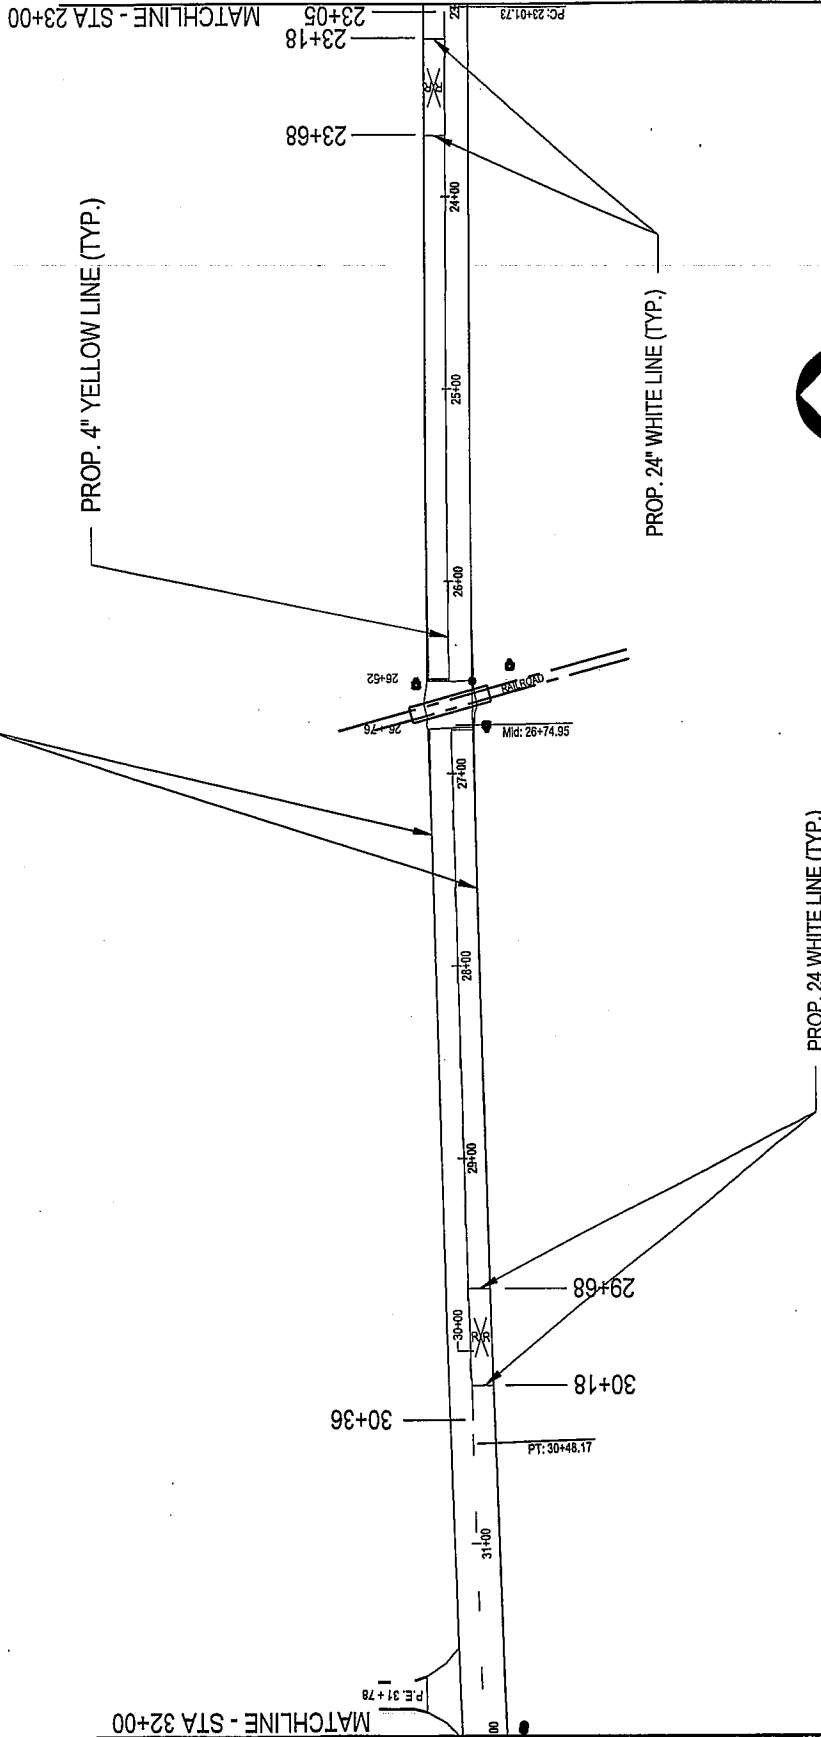 MATCHLINE - STA 23+00
23+05
23
PC: 23+01.73
23+18
R R
23+68
24+00
PROP. 4" YELLOW LINE (TYP.)
25+00
PROP. 24" WHITE LINE (TYP.)
26+00
26+52
RAILROAD
26+76
Mid: 26+74.95
27+00
28+00
PROP. 24 WHITE LINE (TYP.)
29+00
29+68
30+00
R R
30+18
30+36
PT: 30+48.17
31+00
P.E. 31+78
MATCHLINE - STA 32+00
00